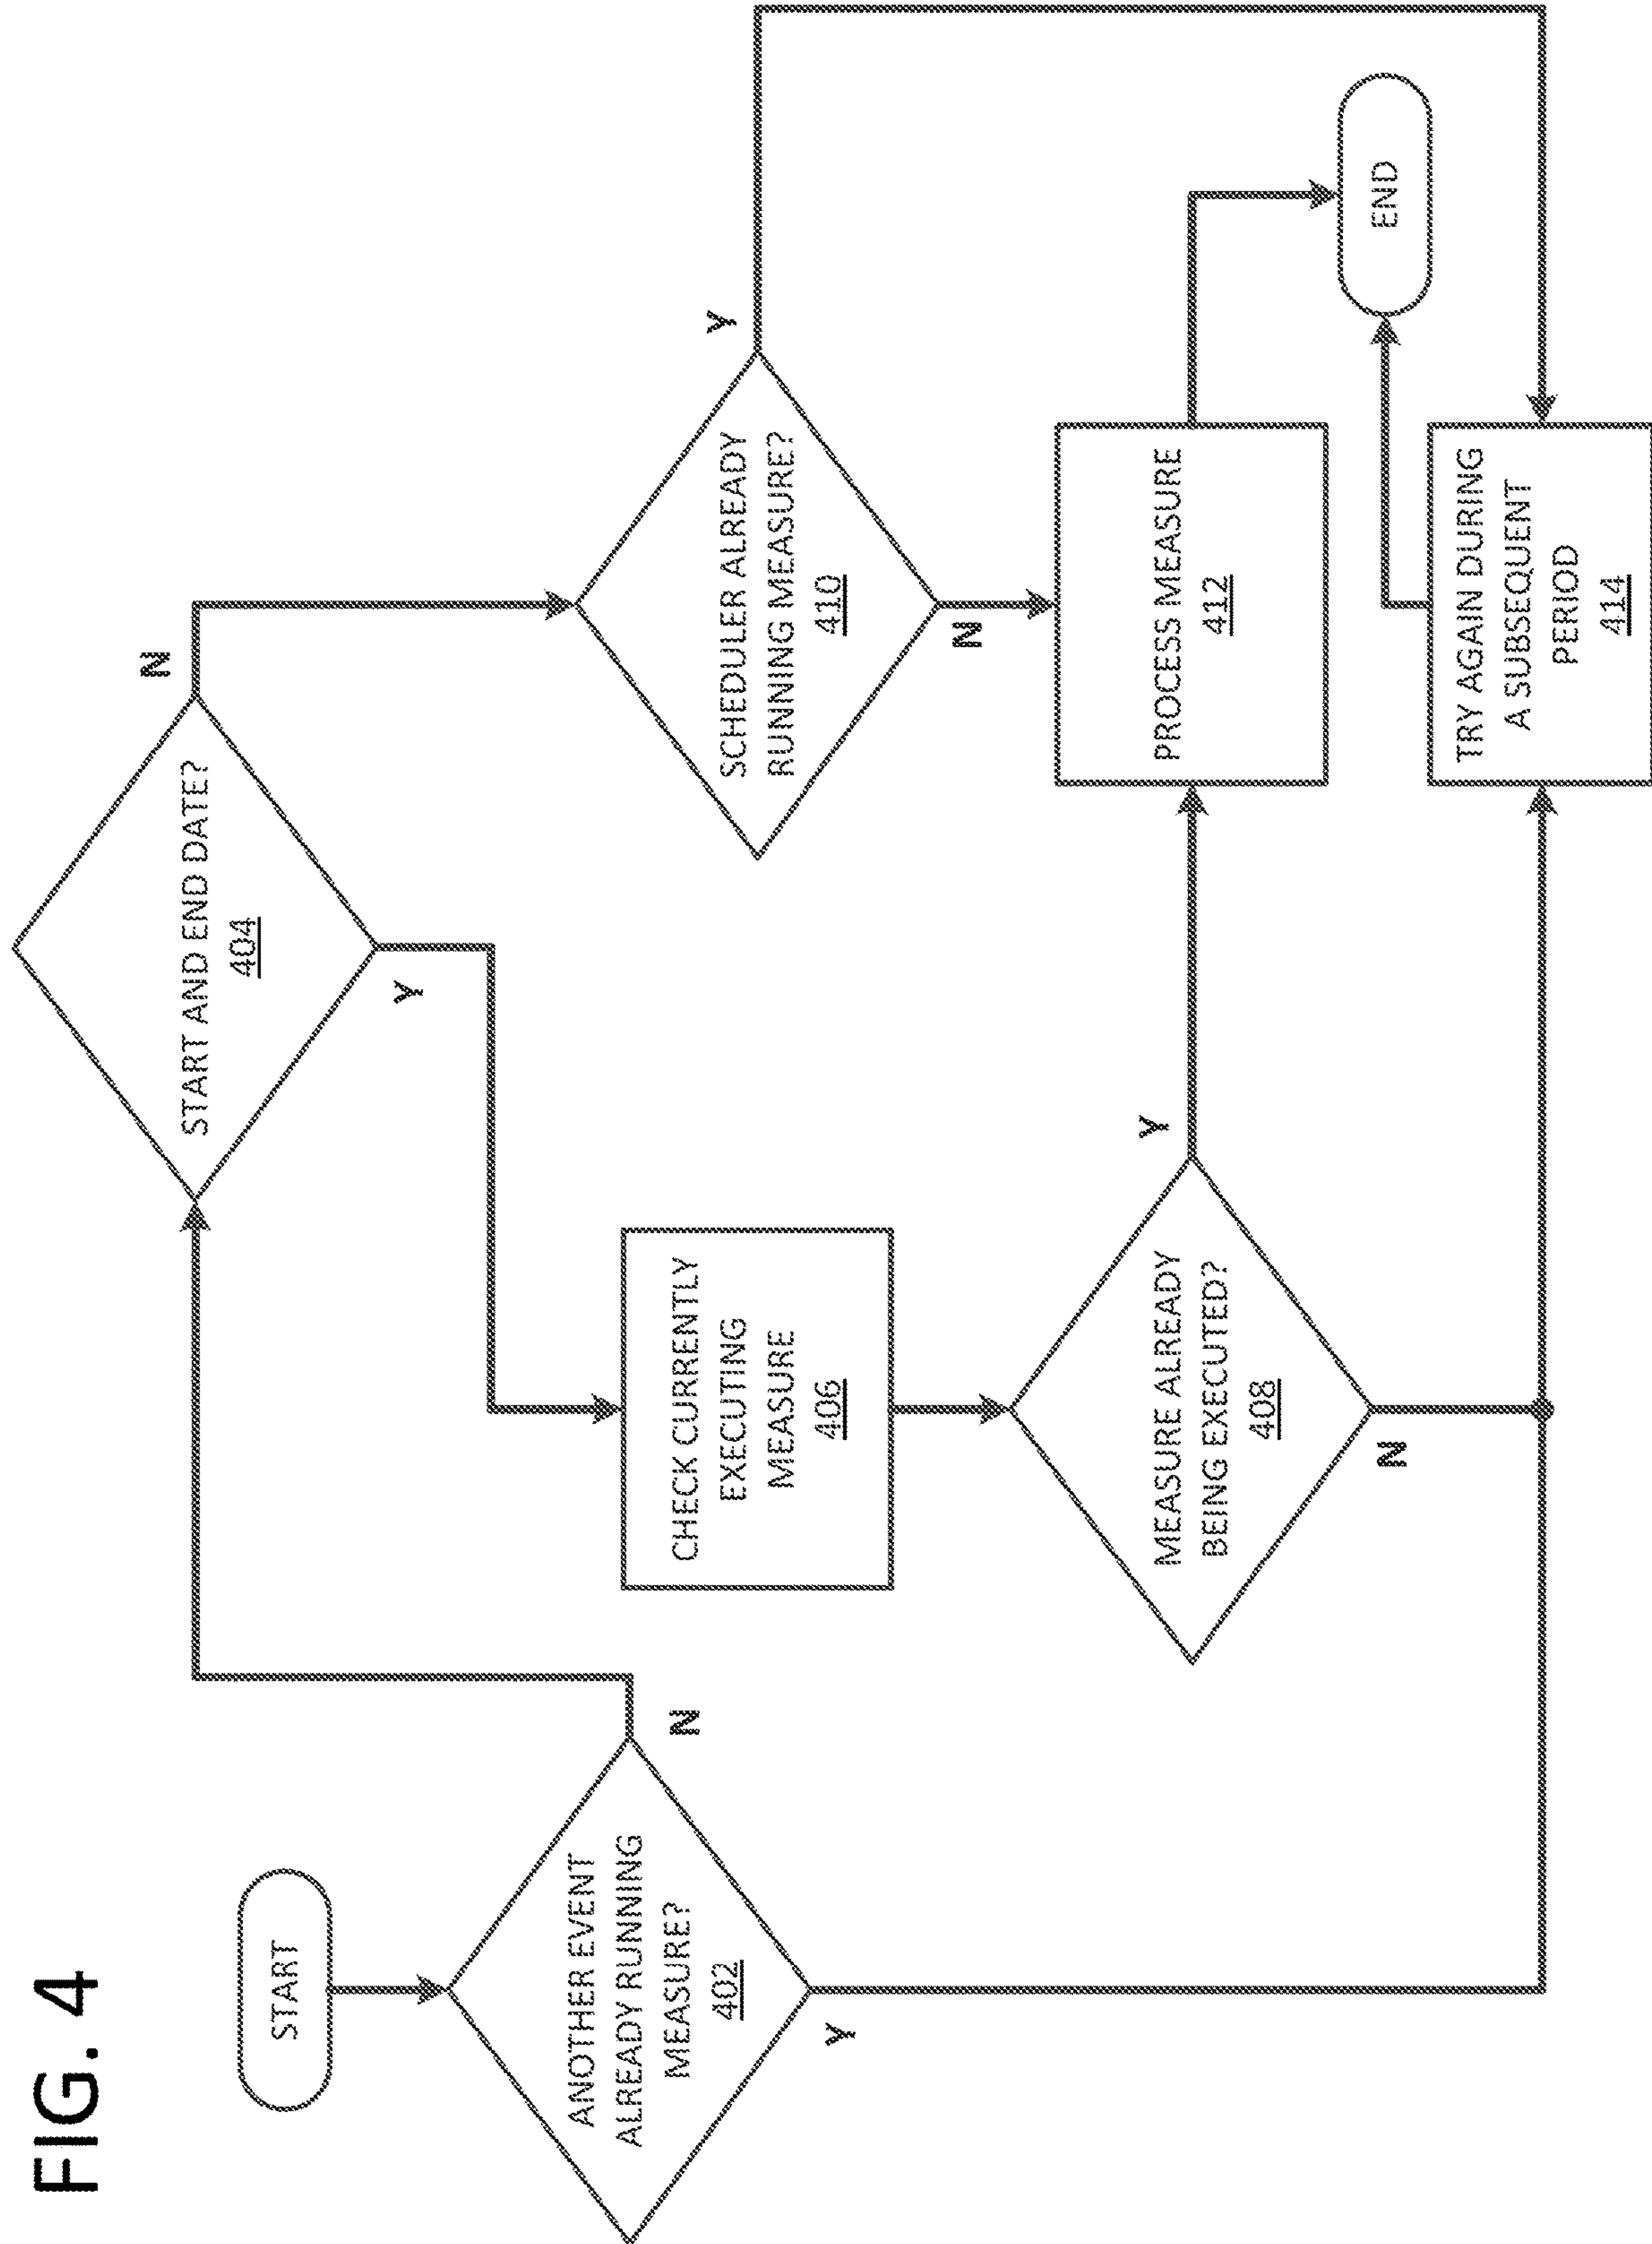 FIG. 4
START
ANOTHER EVENT
ALREADY RUNNING
MEASURE?
402
Y
N
START AND END DATE?
404
Y
N
CHECK CURRENTLY
EXECUTING
MEASURE
406
MEASURE ALREADY
BEING EXECUTED?
408
Y
N
SCHEDULER ALREADY
RUNNING MEASURE?
410
Y
N
PROCESS MEASURE
412
TRY AGAIN DURING
A SUBSEQUENT
PERIOD
414
END